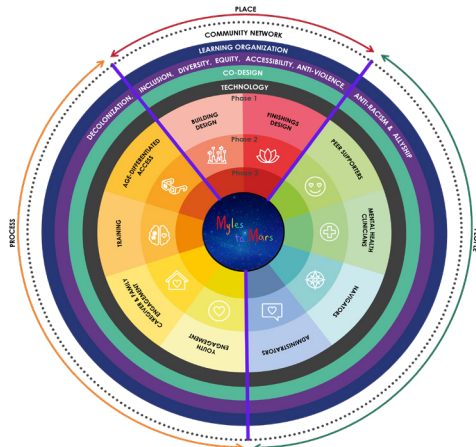 PLACE
COMMUNITY NETWORK
LEARNING ORGANIZATION
DECOLONIZATION, INCLUSION, DIVERSITY, EQUITY, ACCESSIBILITY, ANTI-VIOLENCE, ANTI-RACISM & ALLYSHIP
CO-DESIGN
TECHNOLOGY
Phase 1
Phase 2
BUILDING
DESIGN
FINISHINGS
DESIGN
PEER SUPPORTERS
MENTAL HEALTH
CLINICIANS
NAVIGATORS
ADMINISTRATORS
YOUTH
ENGAGEMENT
CAREGIVER & FAMILY
ENGAGEMENT
TRAINING
AGE-DIFFERENTIATED
ACCESS
Myles
to Mars
PROCESS